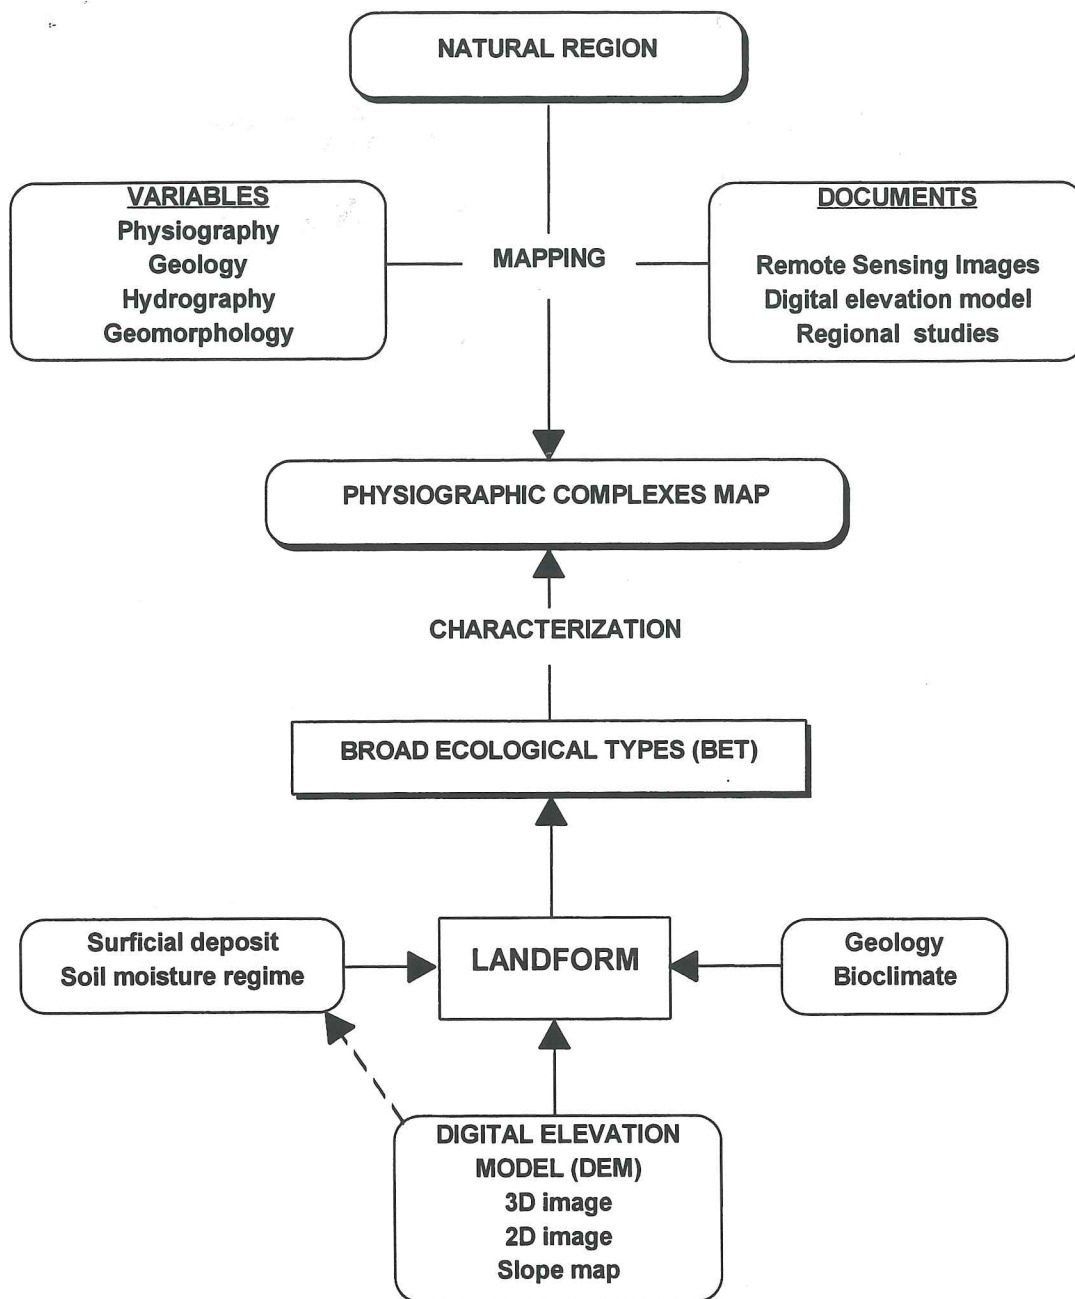 NATURAL REGION
VARIABLES
Physiography
Geology
Hydrography
Geomorphology
MAPPING
DOCUMENTS
Remote Sensing Images
Digital elevation model
Regional studies
PHYSIOGRAPHIC COMPLEXES MAP
CHARACTERIZATION
BROAD ECOLOGICAL TYPES (BET)
Surficial deposit
Soil moisture regime
LANDFORM
Geology
Bioclimate
DIGITAL ELEVATION
MODEL (DEM)
3D image
2D image
Slope map